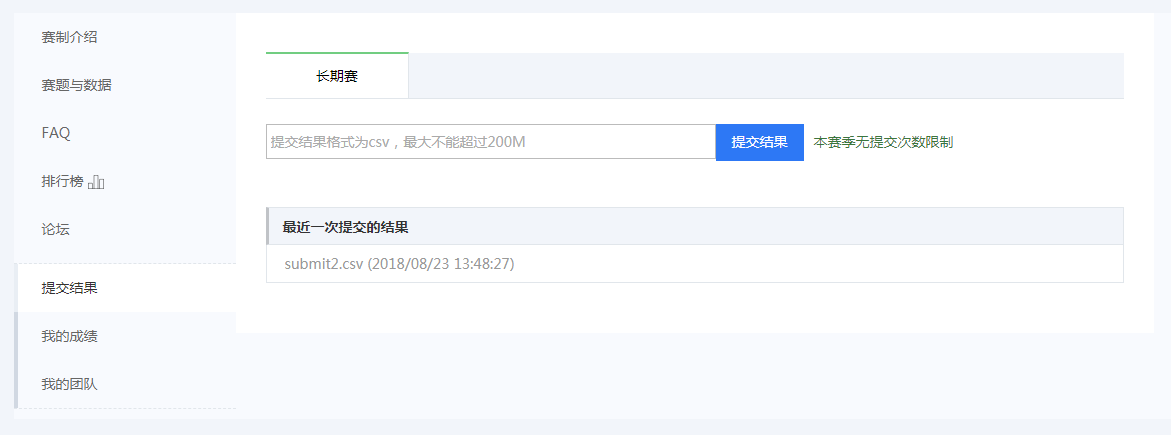 赛制介绍
赛题与数据
FAQ
排行榜
论坛
提交结果
我的成绩
我的团队
长期赛
提交结果格式为csv，最大不能超过200M
提交结果
本赛季无提交次数限制
最近一次提交的结果
submit2.csv (2018/08/23 13:48:27)